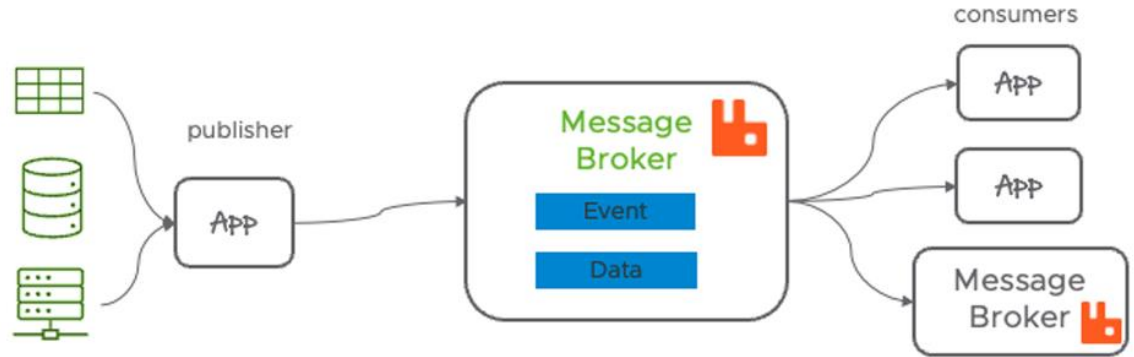 consumers
App
publisher
Message
Broker
App
App
Event
Data
Message
Broker